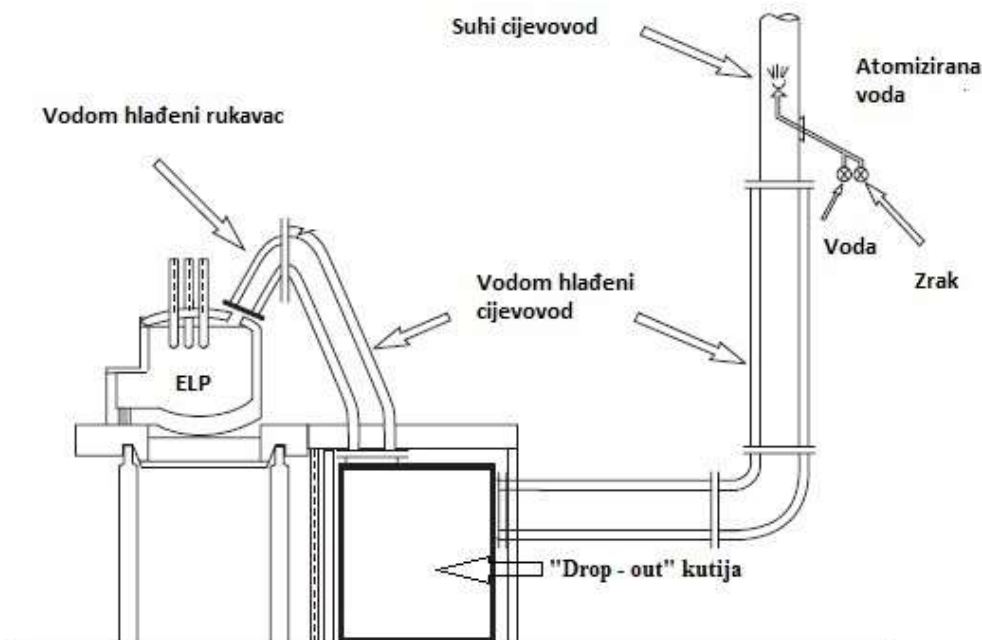 Suhi cijevovod
Atomizirana
voda
Vodom hlađeni rukavac
Voda
Zrak
Vodom hlađeni
cijevovod
ELP
"Drop - out" kutija